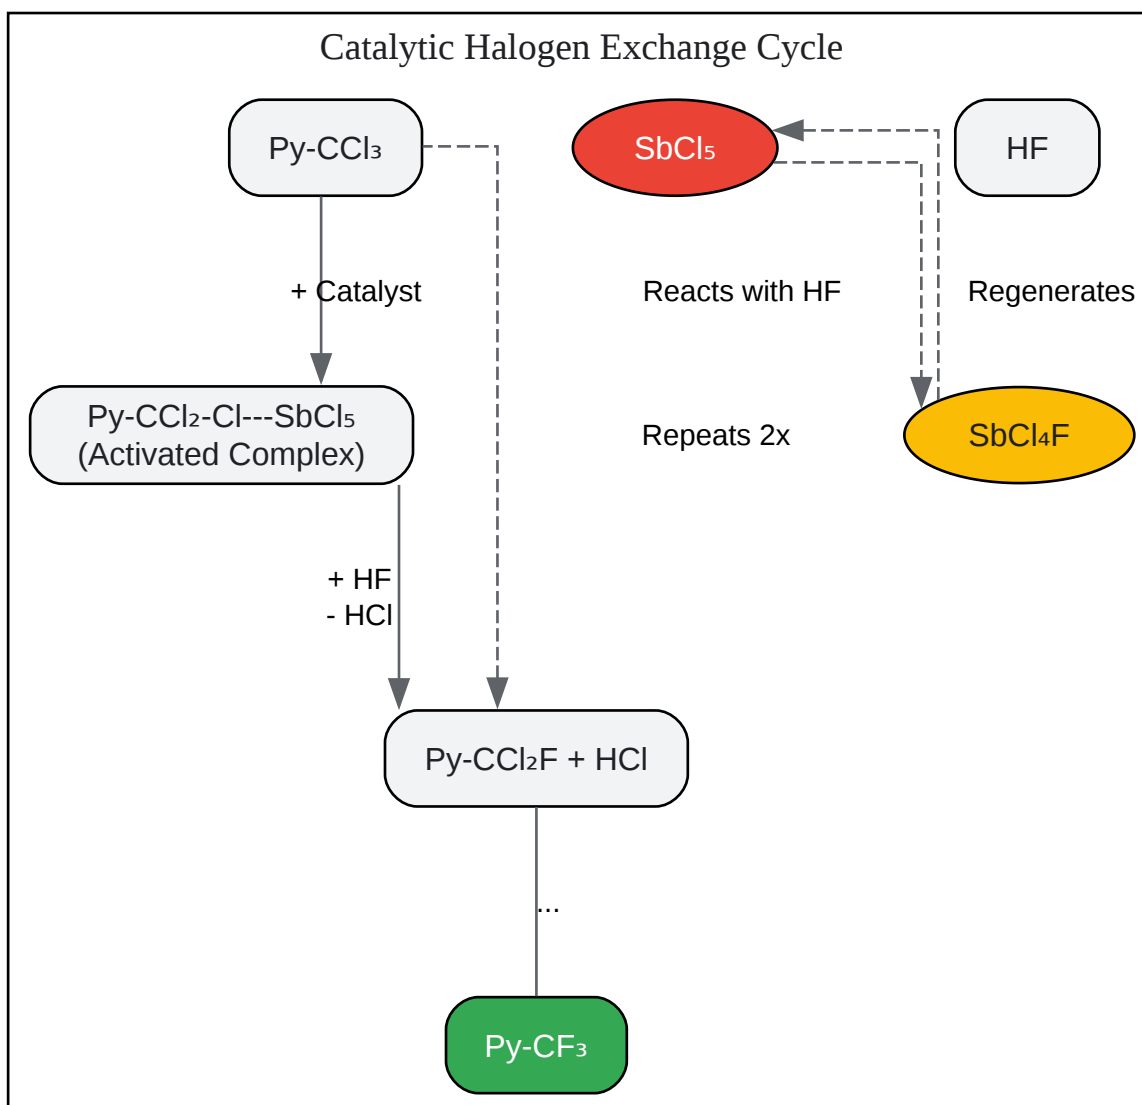 Catalytic Halogen Exchange Cycle
Py-CCl₃
SbCl₅
HF
+ Catalyst
Reacts with HF
Regenerates
Py-CCl₂-Cl---SbCl₅
(Activated Complex)
Repeats 2x
SbCl₄F
+ HF
- HCl
Py-CCl₂F + HCl
...
Py-CF₃